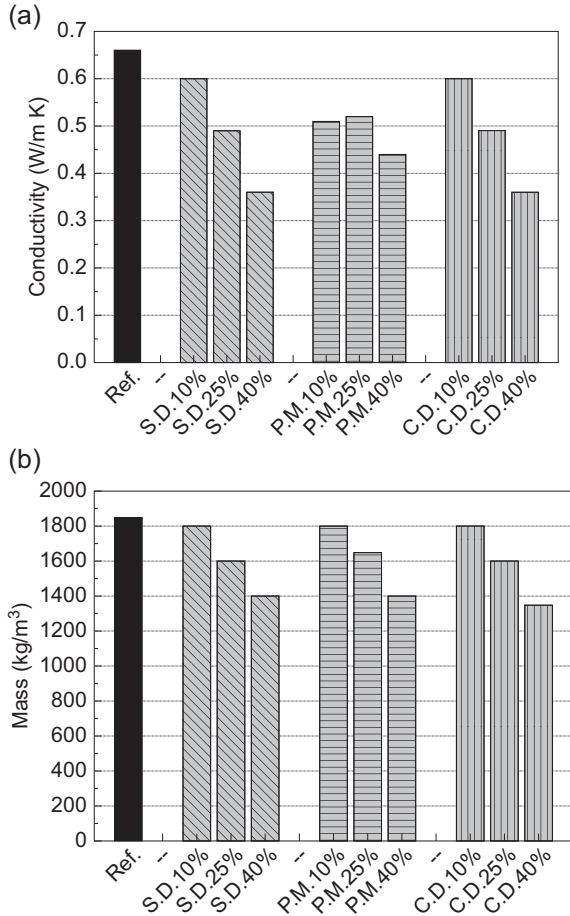 (a)
0.7
0.6
0.5
0.4
0.3
0.2
0.1
0.0
Conductivity (W/m K)
Ref.
--
S.D.10%
S.D.25%
S.D.40%
--
P.M.10%
P.M.25%
P.M.40%
--
C.D.10%
C.D.25%
C.D.40%
(b)
2000
1800
1600
1400
1200
1000
800
600
400
200
0
Mass (kg/m³)
Ref.
--
S.D.10%
S.D.25%
S.D.40%
--
P.M.10%
P.M.25%
P.M.40%
--
C.D.10%
C.D.25%
C.D.40%